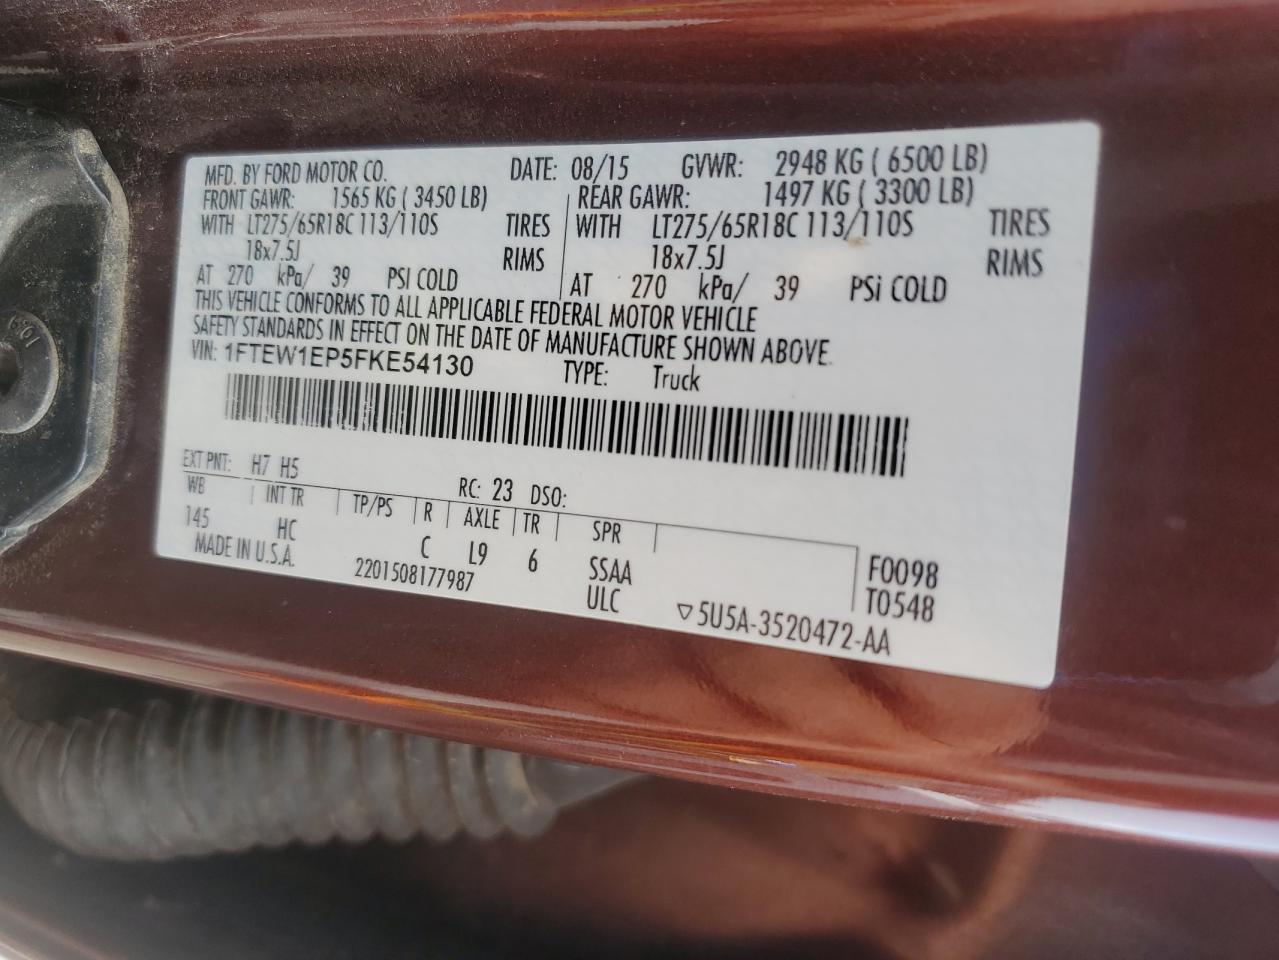 MFD. BY FORD MOTOR CO. DATE: 08/15 GVWR: 2948 KG ( 6500 LB)
FRONT GAWR: 1565 KG ( 3450 LB) REAR GAWR: 1497 KG ( 3300 LB)
WITH LT275/65R18C 113/110S TIRES WITH LT275/65R18C 113/110S TIRES
18x7.5J RIMS 18x7.5J RIMS
AT 270 kPa/ 39 PSI COLD AT 270 kPa/ 39 PSi COLD
THIS VEHICLE CONFORMS TO ALL APPLICABLE FEDERAL MOTOR VEHICLE
SAFETY STANDARDS IN EFFECT ON THE DATE OF MANUFACTURE SHOWN ABOVE.
VIN: 1FTEW1EP5FKE54130 TYPE: Truck
EXT PNT: H7 H5 RC: 23 DSO:
WB INT TR TP/PS R AXLE TR SPR
145 HC C L9 6 SSAA F0098
MADE IN U.S.A. 2201508177987 ULC T0548
▽5U5A-3520472-AA